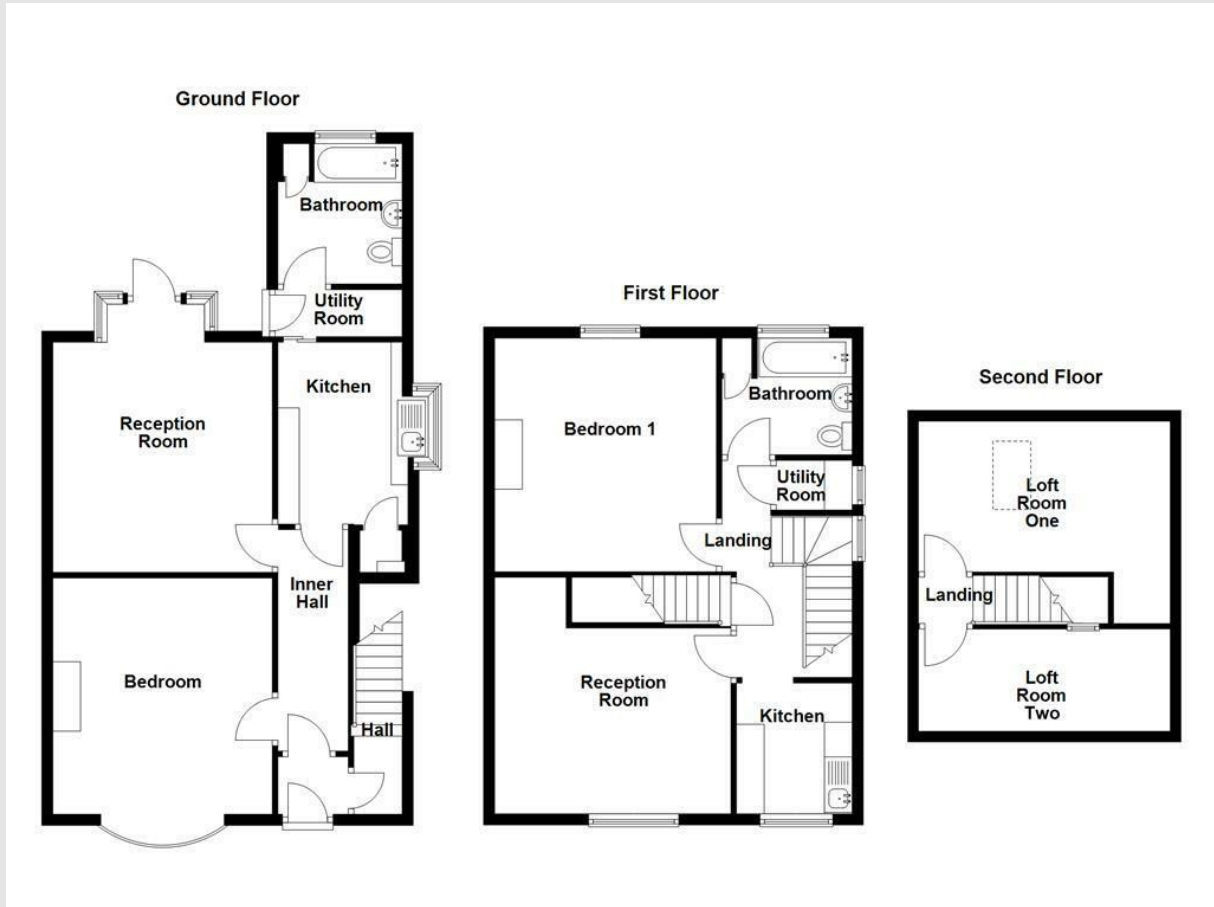 Ground Floor
Bathroom
Utility
Room
Kitchen
Reception
Room
Inner
Hall
Bedroom
Hall
First Floor
Bedroom 1
Bathroom
Utility
Room
Landing
Reception
Room
Kitchen
Second Floor
Loft
Room
One
Landing
Loft
Room
Two